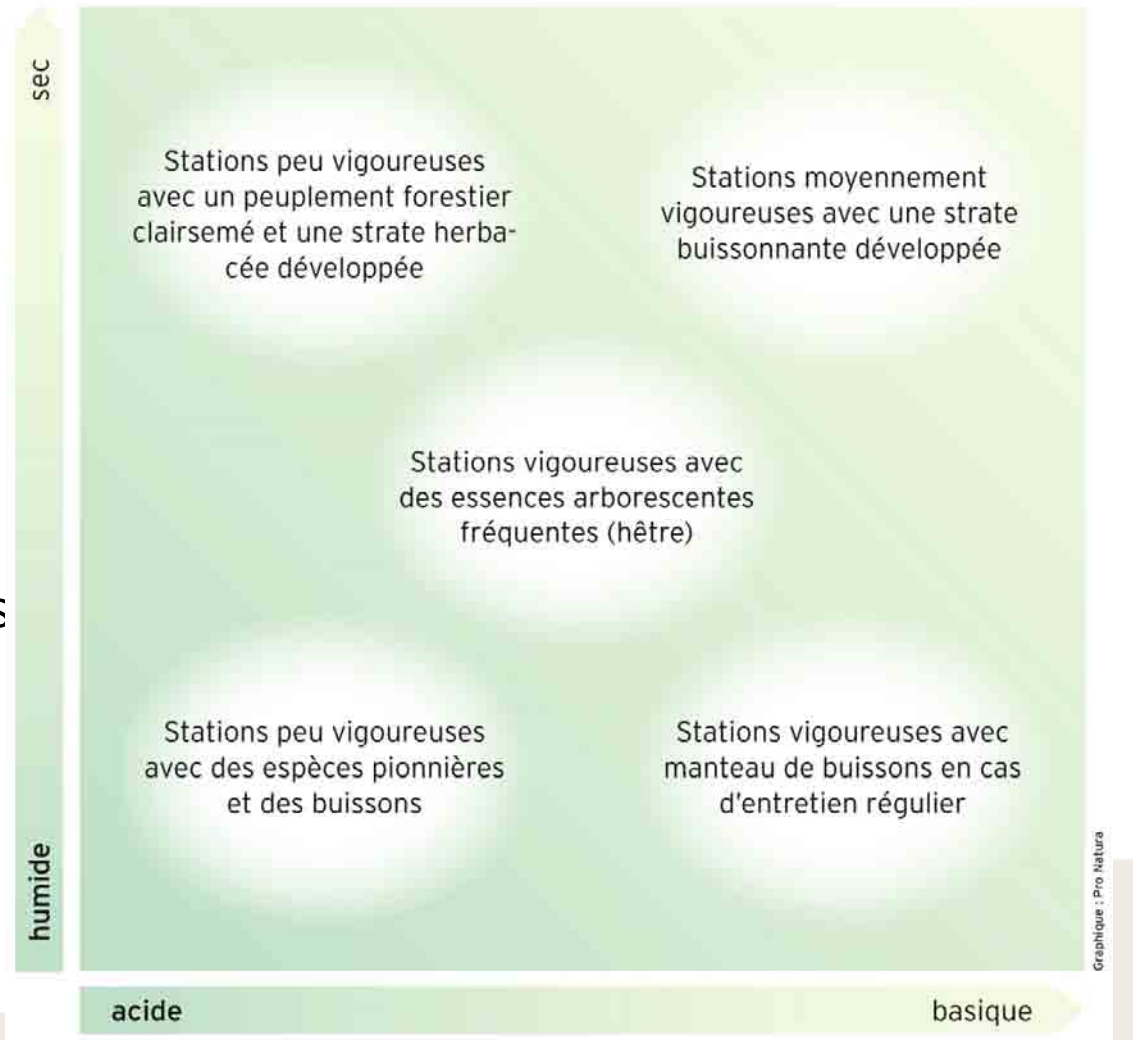 sec
Stations peu vigoureuses
avec un peuplement forestier
clairsemé et une strate herba-
cée développée
Stations moyennement
vigoureuses avec une strate
buissonnante développée
Stations vigoureuses avec
des essences arborescentes
fréquentes (hêtre)
Stations peu vigoureuses
avec des espèces pionnières
et des buissons
Stations vigoureuses avec
manteau de buissons en cas
d'entretien régulier
humide
Graphique : Pro Natura
acide
basique